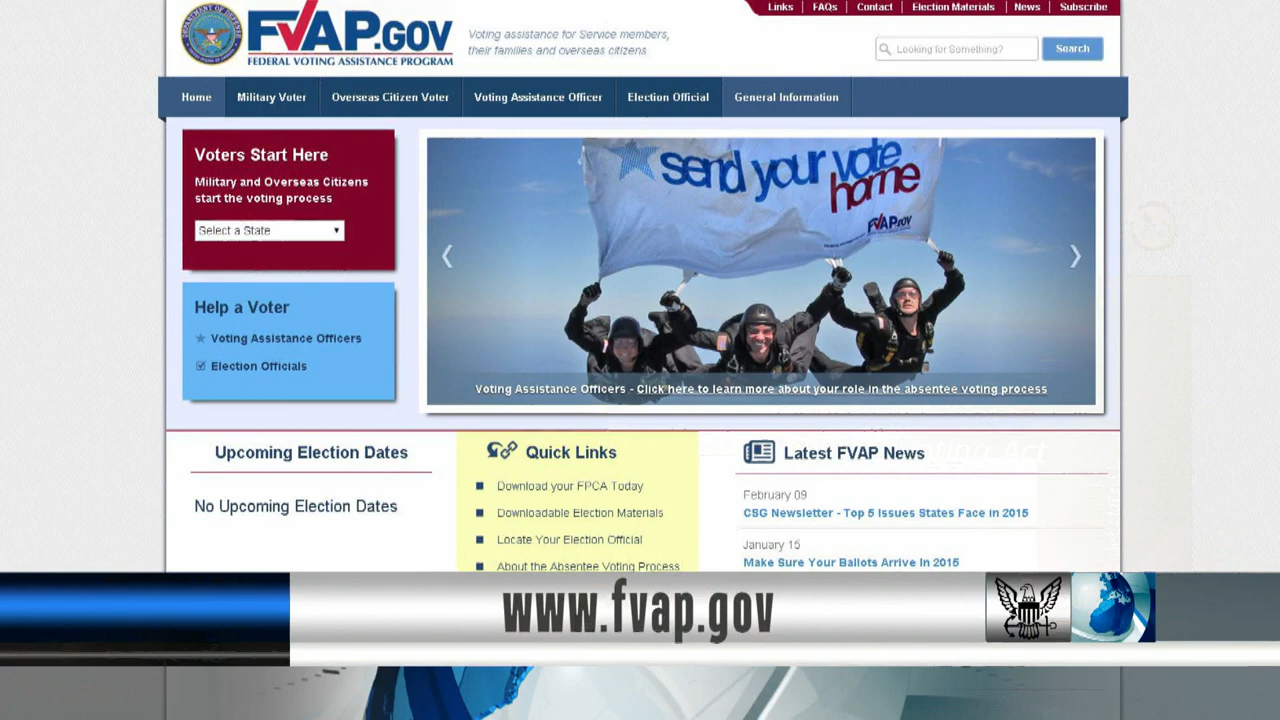 Links FAQs Contact Election Materials News Subscribe
FVAP.GOV
FEDERAL VOTING ASSISTANCE PROGRAM
Voting assistance for Service members,
their families and overseas citizens
Looking for Something?
Search
Home Military Voter Overseas Citizen Voter Voting Assistance Officer Election Official General Information
Voters Start Here
Military and Overseas Citizens
start the voting process
Select a State
Help a Voter
Voting Assistance Officers
Election Officials
send your vote
home
FVAP.GOV
Voting Assistance Officers - Click here to learn more about your role in the absentee voting process
Upcoming Election Dates
No Upcoming Election Dates
Quick Links
Download your FPCA Today
Downloadable Election Materials
Locate Your Election Official
About the Absentee Voting Process
Latest FVAP News
February 09
CSG Newsletter - Top 5 Issues States Face in 2015
January 15
Make Sure Your Ballots Arrive in 2015
www.fvap.gov